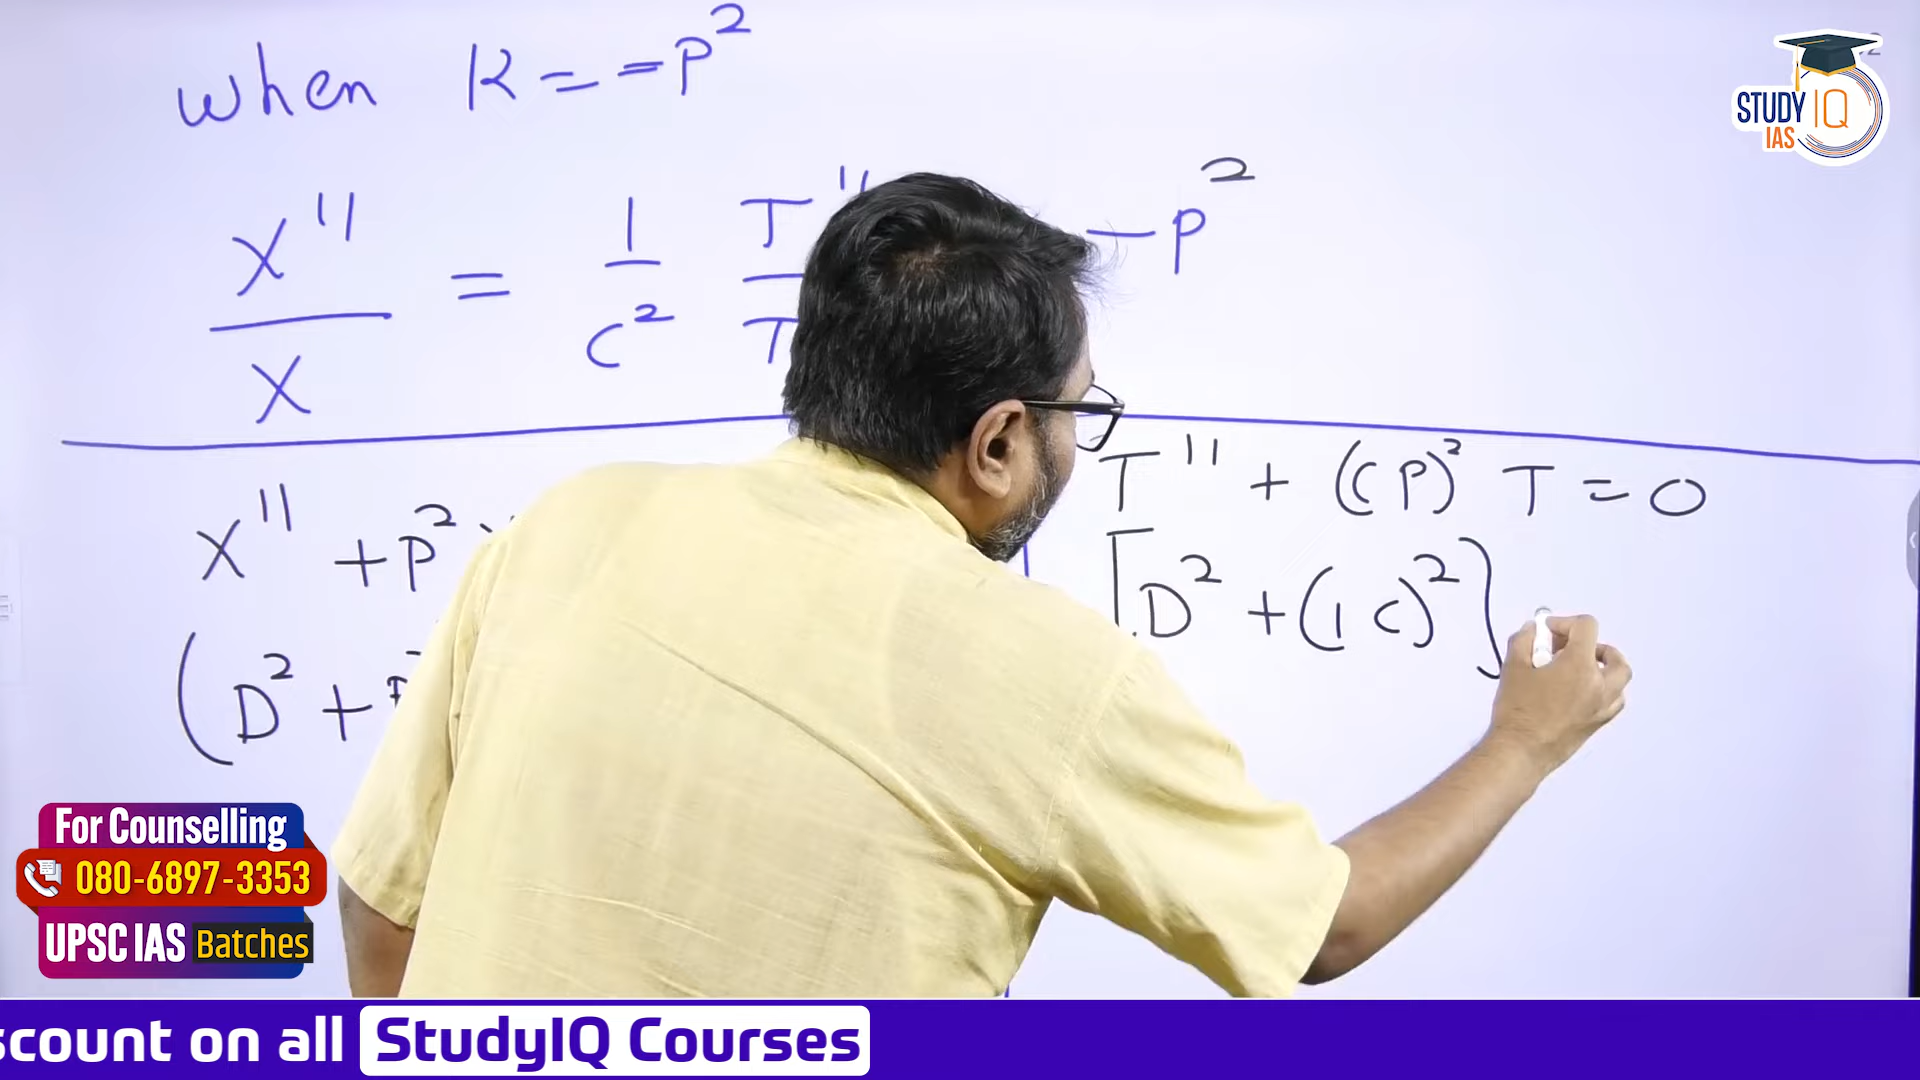 when K = -P²
X'' / X = 1 / C² T'' / T - P²
X'' + P²
(D² +
T'' + (CP)² T = 0
[D² + (1 C)²}
STUDY IQ
IAS
For Counselling
080-6897-3353
UPSC IAS Batches
scount on all StudyIQ Courses